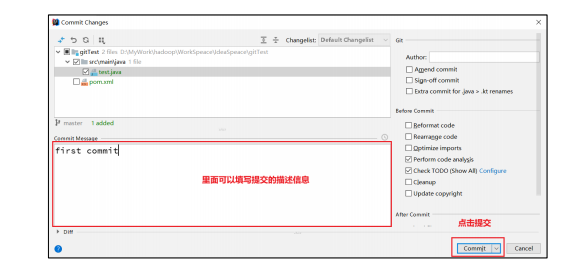 Commit Changes
Changelist: Default Changelist
Git
gitTest 2 files D:\MyWork\hadoop\WorkSpeace\IdeaSpeace\gitTest
src\main\java 1 file
test.java
pom.xml
Author:
Amend commit
Sign-off commit
Extra commit for .java > .kt renames
master 1 added
Before Commit
Commit Message
Reformat code
Rearrange code
Optimize imports
Perform code analysis
Check TODO (Show All) Configure
Cleanup
Update copyright
first commit
里面可以填写提交的描述信息
After Commit
点击提交
Diff
Commit
Cancel